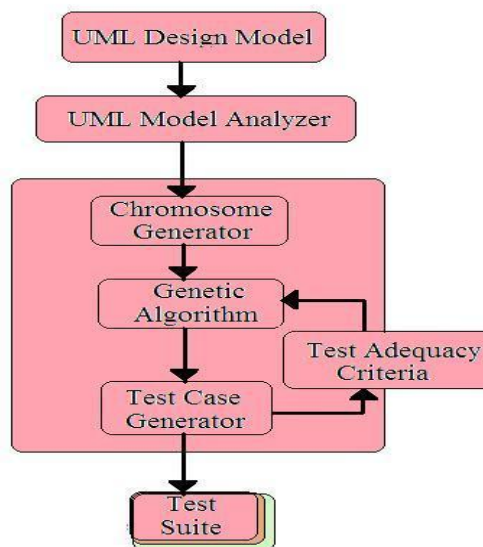 UML Design Model
UML Model Analyzer
Chromosome
Generator
Genetic
Algorithm
Test Adequacy
Criteria
Test Case
Generator
Test
Suite